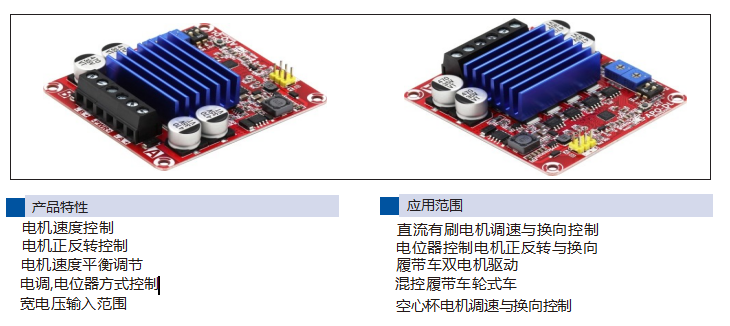 产品特性
电机速度控制
电机正反转控制
电机速度平衡调节
电调,电位器方式控制
宽电压输入范围
应用范围
直流有刷电机调速与换向控制
电位器控制电机正反转与换向
履带车双电机驱动
混控履带车轮式车
空心杯电机调速与换向控制